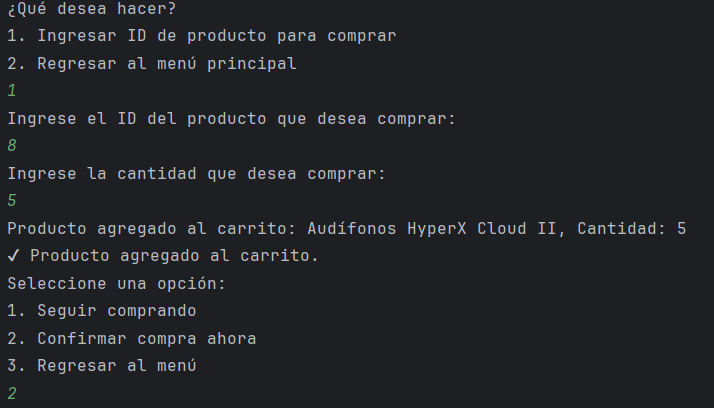 ¿Qué desea hacer?
1. Ingresar ID de producto para comprar
2. Regresar al menú principal
1
Ingrese el ID del producto que desea comprar:
8
Ingrese la cantidad que desea comprar:
5
Producto agregado al carrito: Audífonos HyperX Cloud II, Cantidad: 5
✓ Producto agregado al carrito.
Seleccione una opción:
1. Seguir comprando
2. Confirmar compra ahora
3. Regresar al menú
2